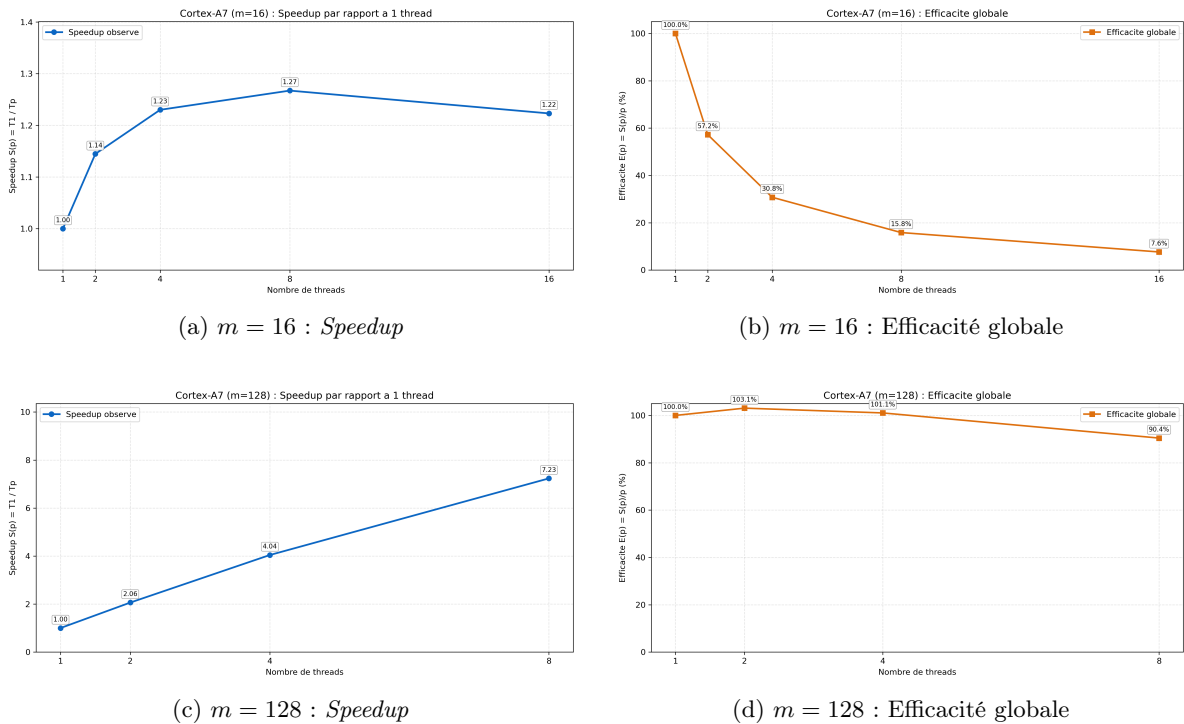 Cortex-A7 (m=16) : Speedup par rapport a 1 thread
Speedup observe
Speedup S(p) = T1 / Tp
1.4
1.3
1.2
1.1
1.0
1.00
1.14
1.23
1.27
1.22
1
2
4
8
16
Nombre de threads
(a) m = 16 : Speedup
Cortex-A7 (m=16) : Efficacite globale
Efficacite globale
Efficacite E(p) = S(p)/p (%)
100
80
60
40
20
0
100.0%
57.2%
30.8%
15.8%
7.6%
1
2
4
8
16
Nombre de threads
(b) m = 16 : Efficacité globale
Cortex-A7 (m=128) : Speedup par rapport a 1 thread
Speedup observe
Speedup S(p) = T1 / Tp
10
8
6
4
2
0
1.00
2.06
4.04
7.23
1
2
4
8
Nombre de threads
(c) m = 128 : Speedup
Cortex-A7 (m=128) : Efficacite globale
Efficacite globale
Efficacite E(p) = S(p)/p (%)
100
80
60
40
20
0
100.0%
103.1%
101.1%
90.4%
1
2
4
8
Nombre de threads
(d) m = 128 : Efficacité globale